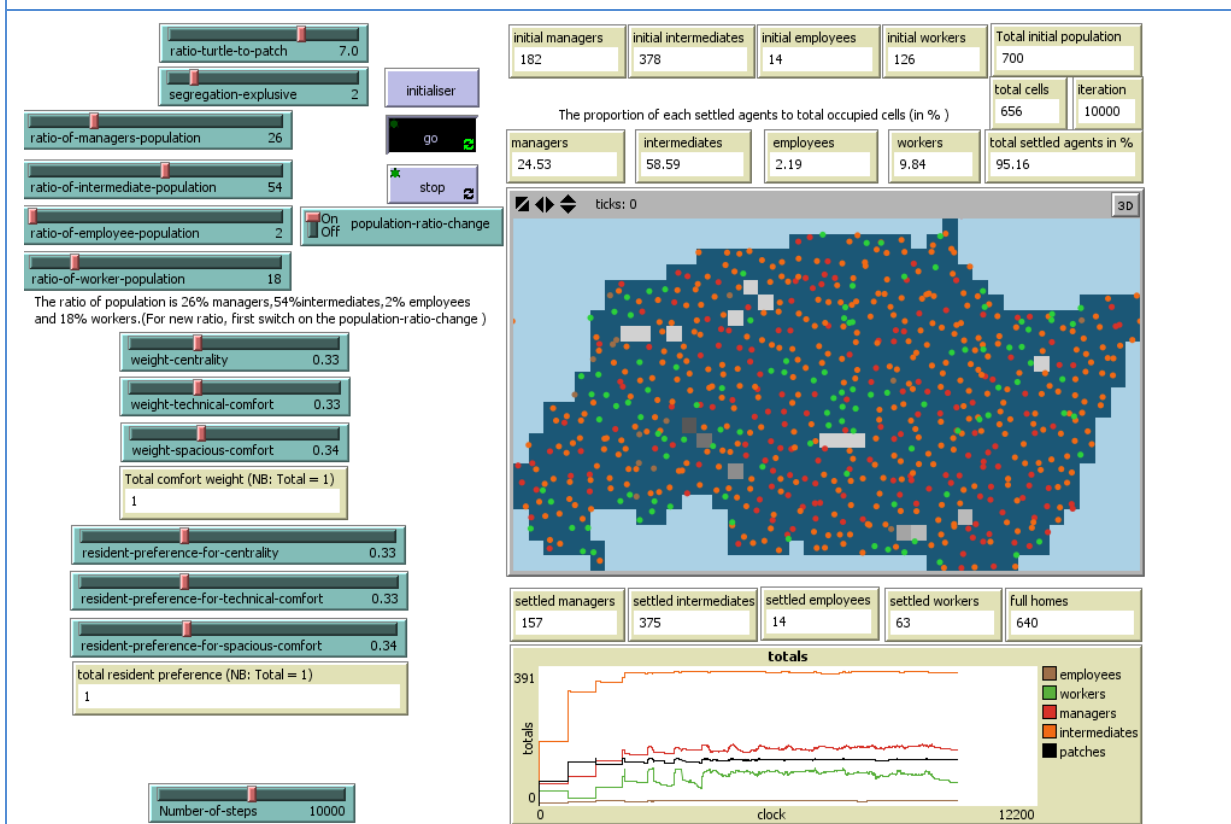 ratio-turtle-to-patch 7.0
segregation-explusive 2
ratio-of-managers-population 26
ratio-of-intermediate-population 54
ratio-of-employee-population 2
ratio-of-worker-population 18
initialiser
go
stop
On
Off
population-ratio-change
The ratio of population is 26% managers,54%intermediates,2% employees
and 18% workers.(For new ratio, first switch on the population-ratio-change )
weight-centrality 0.33
weight-technical-comfort 0.33
weight-spacious-comfort 0.34
Total comfort weight (NB: Total = 1)
1
resident-preference-for-centrality 0.33
resident-preference-for-technical-comfort 0.33
resident-preference-for-spacious-comfort 0.34
total resident preference (NB: Total = 1)
1
Number-of-steps 10000
initial managers
182
initial intermediates
378
initial employees
14
initial workers
126
Total initial population
700
total cells
656
iteration
10000
The proportion of each settled agents to total occupied cells (in % )
managers
24.53
intermediates
58.59
employees
2.19
workers
9.84
total settled agents in %
95.16
ticks: 0
3D
settled managers
157
settled intermediates
375
settled employees
14
settled workers
63
full homes
640
totals
391
totals
0
0
clock
12200
employees
workers
managers
intermediates
patches